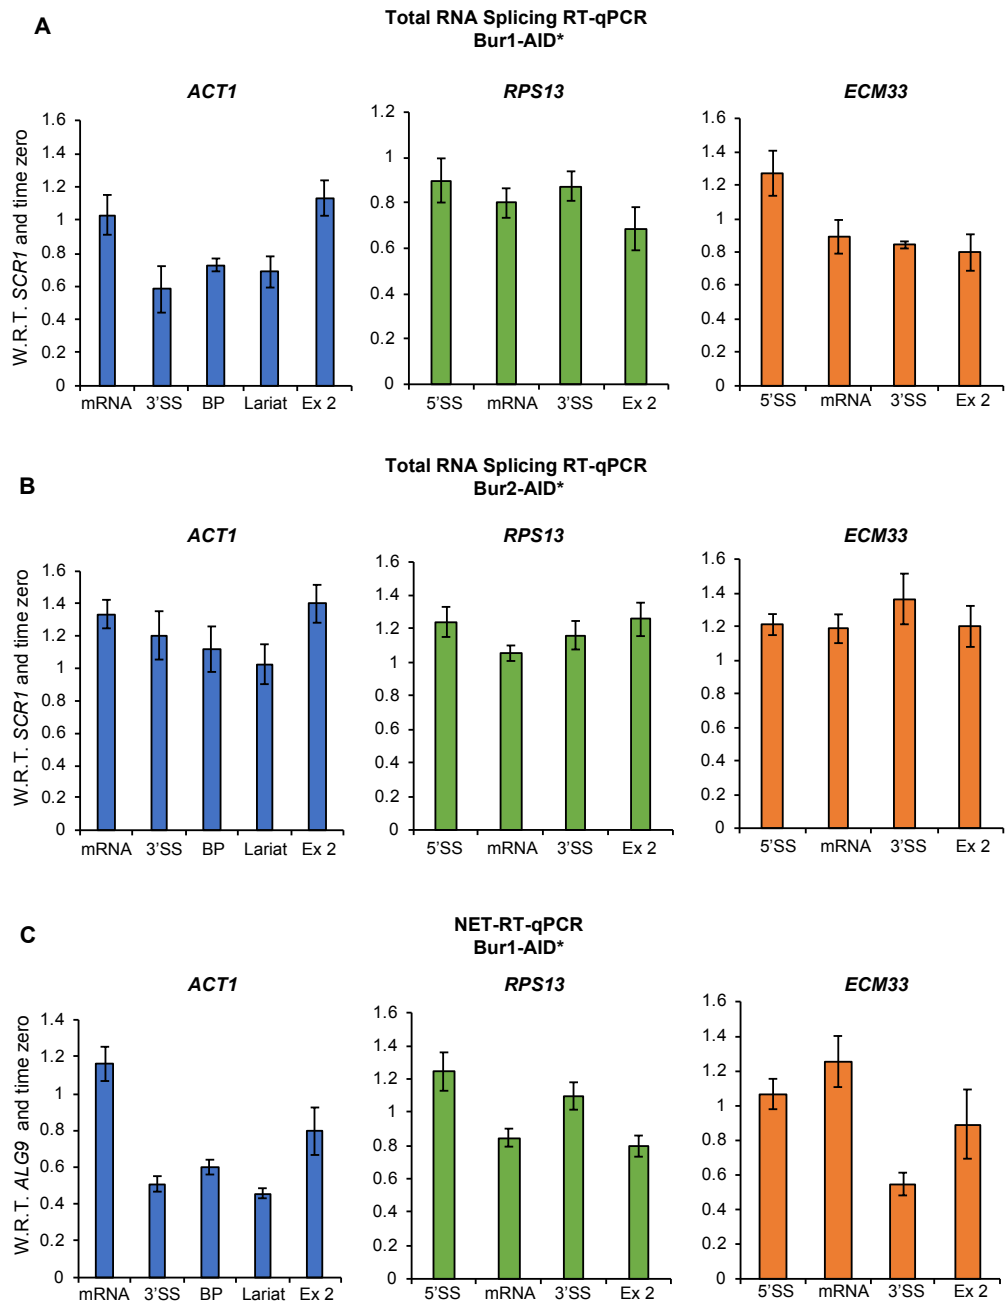 A
Total RNA Splicing RT-qPCR
Bur1-AID*
ACT1
W.R.T. SCR1 and time zero
1.6
1.4
1.2
1
0.8
0.6
0.4
0.2
0
mRNA 3'SS BP Lariat Ex 2
RPS13
1.2
1
0.8
0.6
0.4
0.2
0
5'SS mRNA 3'SS Ex 2
ECM33
1.6
1.4
1.2
1
0.8
0.6
0.4
0.2
0
5'SS mRNA 3'SS Ex 2
B
Total RNA Splicing RT-qPCR
Bur2-AID*
ACT1
W.R.T. SCR1 and time zero
1.6
1.4
1.2
1
0.8
0.6
0.4
0.2
0
mRNA 3'SS BP Lariat Ex 2
RPS13
1.6
1.4
1.2
1
0.8
0.6
0.4
0.2
0
5'SS mRNA 3'SS Ex 2
ECM33
1.6
1.4
1.2
1
0.8
0.6
0.4
0.2
0
5'SS mRNA 3'SS Ex 2
C
NET-RT-qPCR
Bur1-AID*
ACT1
W.R.T. ALG9 and time zero
1.4
1.2
1
0.8
0.6
0.4
0.2
0
mRNA 3'SS BP Lariat Ex 2
RPS13
1.6
1.4
1.2
1
0.8
0.6
0.4
0.2
0
5'SS mRNA 3'SS Ex 2
ECM33
1.6
1.4
1.2
1
0.8
0.6
0.4
0.2
0
5'SS mRNA 3'SS Ex 2